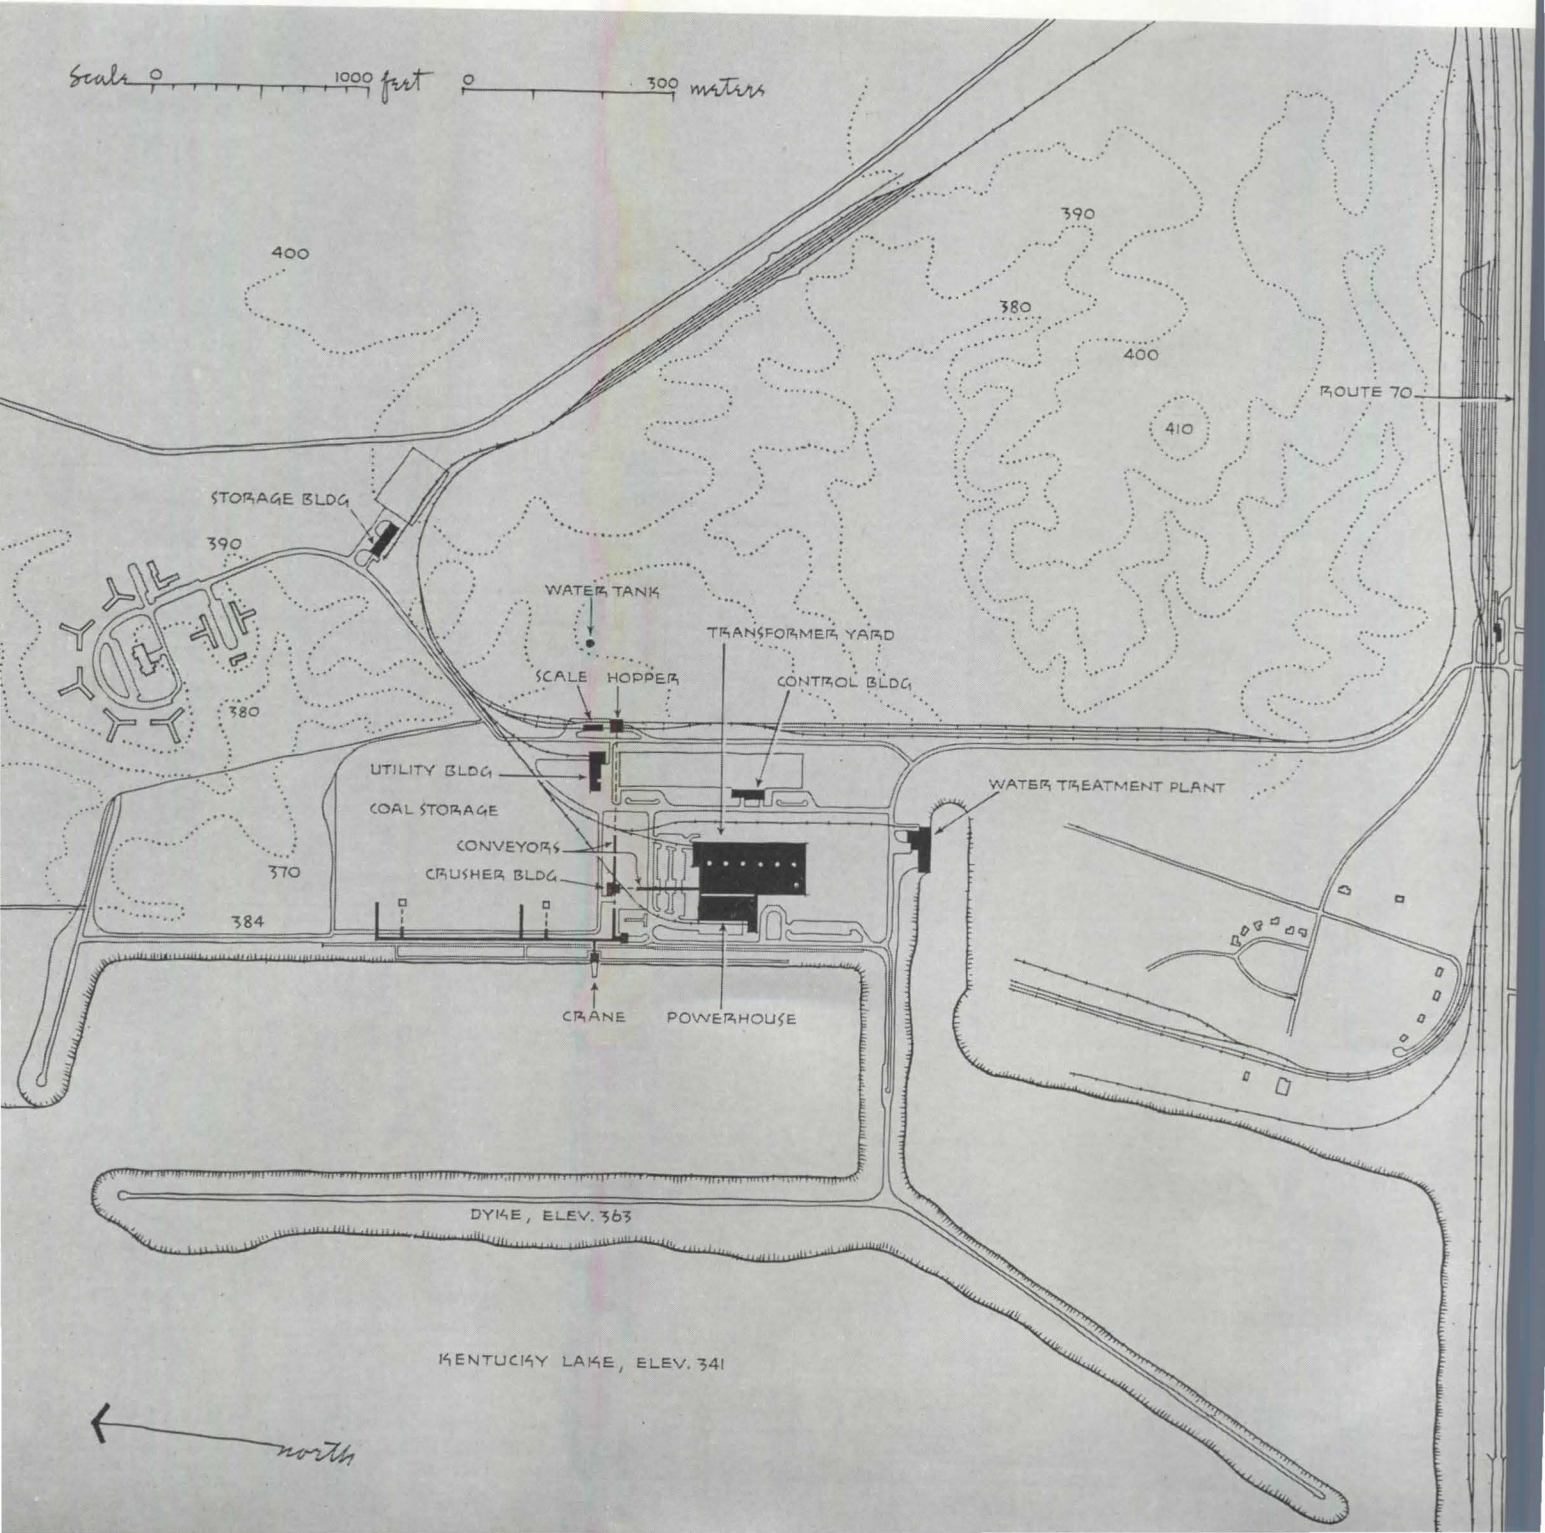 Scale 0 1000 feet 0 300 meters
400
390
380
400
ROUTE 70
410
STORAGE BLDG
390
WATER TANK
TRANSFORMER YARD
SCALE HOPPER
CONTROL BLDG
380
UTILITY BLDG
WATER TREATMENT PLANT
COAL STORAGE
CONVEYORS
CRUSHER BLDG
370
384
CRANE
POWERHOUSE
DYKE, ELEV. 363
KENTUCKY LAKE, ELEV. 341
north